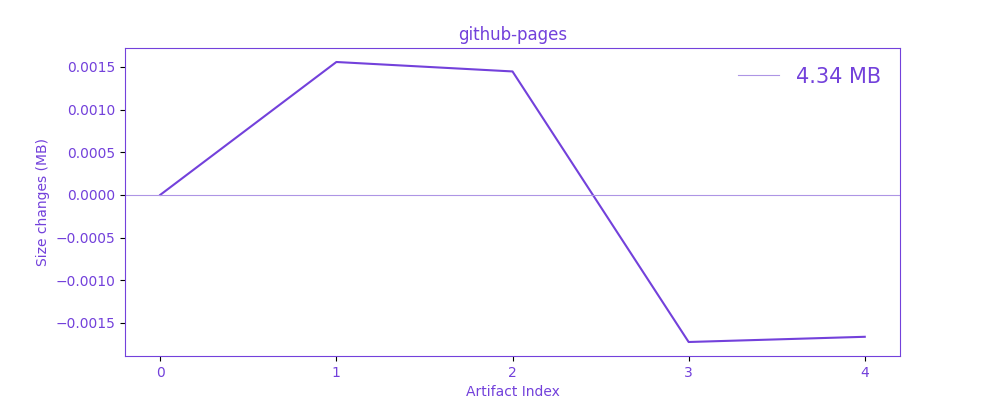 github-pages
4.34 MB
Size changes (MB)
0.0015
0.0010
0.0005
0.0000
−0.0005
−0.0010
−0.0015
0 1 2 3 4
Artifact Index